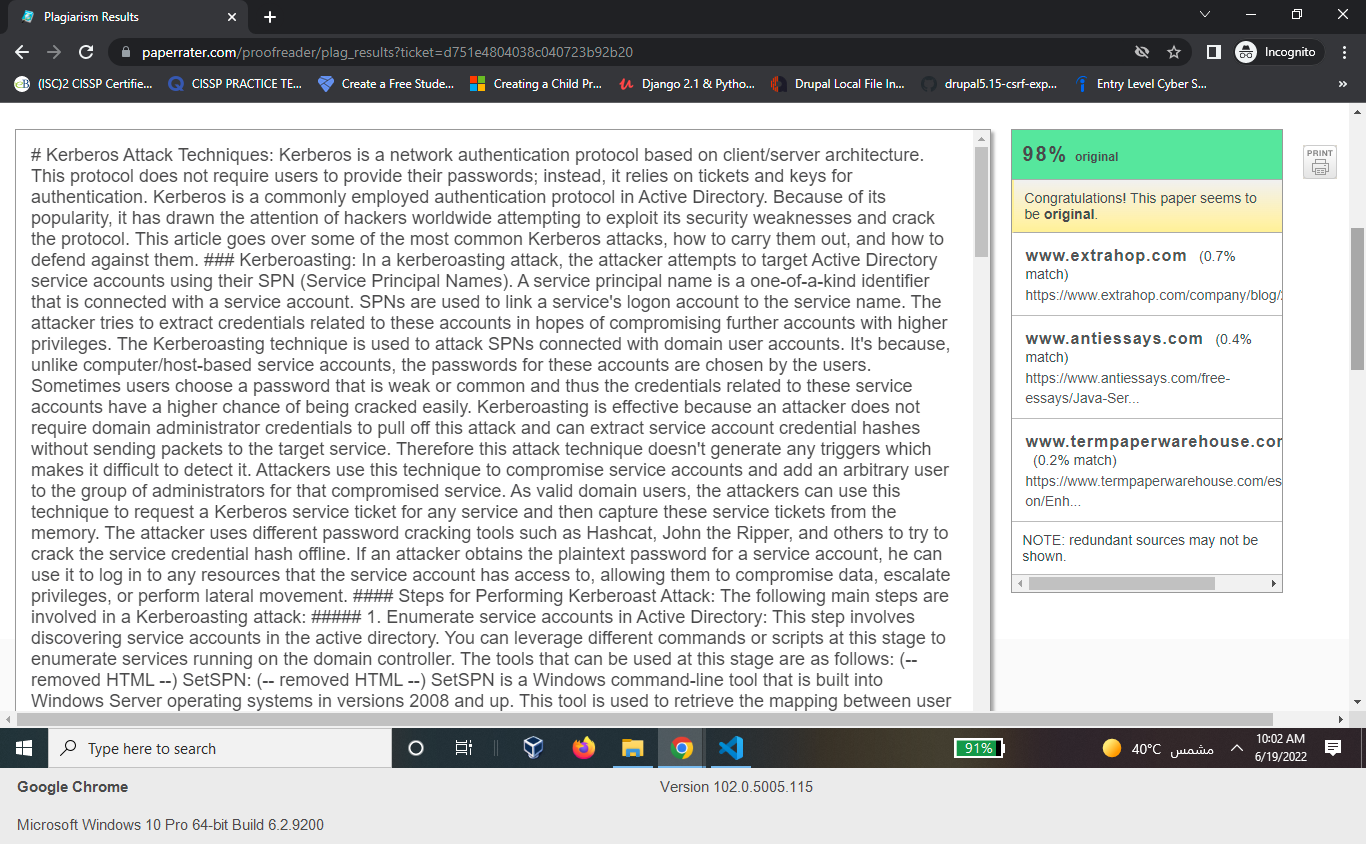 Plagiarism Results
paperrater.com/proofreader/plag_results?ticket=d751e4804038c040723b92b20
Incognito
(ISC)2 CISSP Certifie...
CISSP PRACTICE TE...
Create a Free Stude...
Creating a Child Pr...
Django 2.1 & Python...
Drupal Local File In...
drupal5.15-csrf-exp...
Entry Level Cyber S...
»
# Kerberos Attack Techniques: Kerberos is a network authentication protocol based on client/server architecture.
This protocol does not require users to provide their passwords; instead, it relies on tickets and keys for
authentication. Kerberos is a commonly employed authentication protocol in Active Directory. Because of its
popularity, it has drawn the attention of hackers worldwide attempting to exploit its security weaknesses and crack
the protocol. This article goes over some of the most common Kerberos attacks, how to carry them out, and how to
defend against them. ### Kerberoasting: In a kerberoasting attack, the attacker attempts to target Active Directory
service accounts using their SPN (Service Principal Names). A service principal name is a one-of-a-kind identifier
that is connected with a service account. SPNs are used to link a service's logon account to the service name. The
attacker tries to extract credentials related to these accounts in hopes of compromising further accounts with higher
privileges. The Kerberoasting technique is used to attack SPNs connected with domain user accounts. It's because,
unlike computer/host-based service accounts, the passwords for these accounts are chosen by the users.
Sometimes users choose a password that is weak or common and thus the credentials related to these service
accounts have a higher chance of being cracked easily. Kerberoasting is effective because an attacker does not
require domain administrator credentials to pull off this attack and can extract service account credential hashes
without sending packets to the target service. Therefore this attack technique doesn't generate any triggers which
makes it difficult to detect it. Attackers use this technique to compromise service accounts and add an arbitrary user
to the group of administrators for that compromised service. As valid domain users, the attackers can use this
technique to request a Kerberos service ticket for any service and then capture these service tickets from the
memory. The attacker uses different password cracking tools such as Hashcat, John the Ripper, and others to try to
crack the service credential hash offline. If an attacker obtains the plaintext password for a service account, he can
use it to log in to any resources that the service account has access to, allowing them to compromise data, escalate
privileges, or perform lateral movement. #### Steps for Performing Kerberoast Attack: The following main steps are
involved in a Kerberoasting attack: ##### 1. Enumerate service accounts in Active Directory: This step involves
discovering service accounts in the active directory. You can leverage different commands or scripts at this stage to
enumerate services running on the domain controller. The tools that can be used at this stage are as follows: (--
removed HTML --) SetSPN: (-- removed HTML --) SetSPN is a Windows command-line tool that is built into
Windows Server operating systems in versions 2008 and up. This tool is used to retrieve the mapping between user
98% original
Congratulations! This paper seems to
be original.
www.extrahop.com (0.7%
match)
https://www.extrahop.com/company/blog/
www.antiessays.com (0.4%
match)
https://www.antiessays.com/free-
essays/Java-Ser...
www.termpaperwarehouse.com
(0.2% match)
https://www.termpaperwarehouse.com/es
on/Enh...
NOTE: redundant sources may not be
shown.
PRINT
Type here to search
91%
40°C مشمس
10:02 AM
6/19/2022
Google Chrome
Version 102.0.5005.115
Microsoft Windows 10 Pro 64-bit Build 6.2.9200